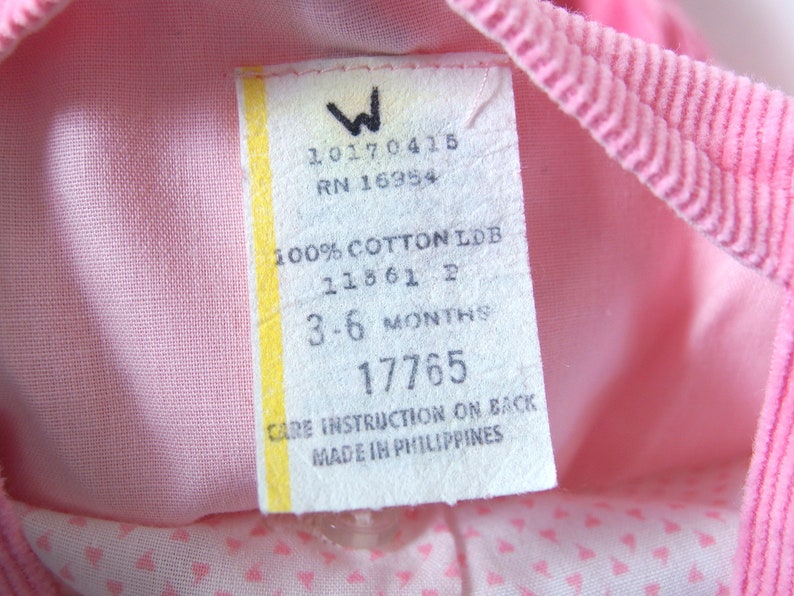 W
10170415
RN 16954
100% COTTON LDB
11861 P
3-6 MONTHS
17765
CARE INSTRUCTION ON BACK
MADE IN PHILIPPINES